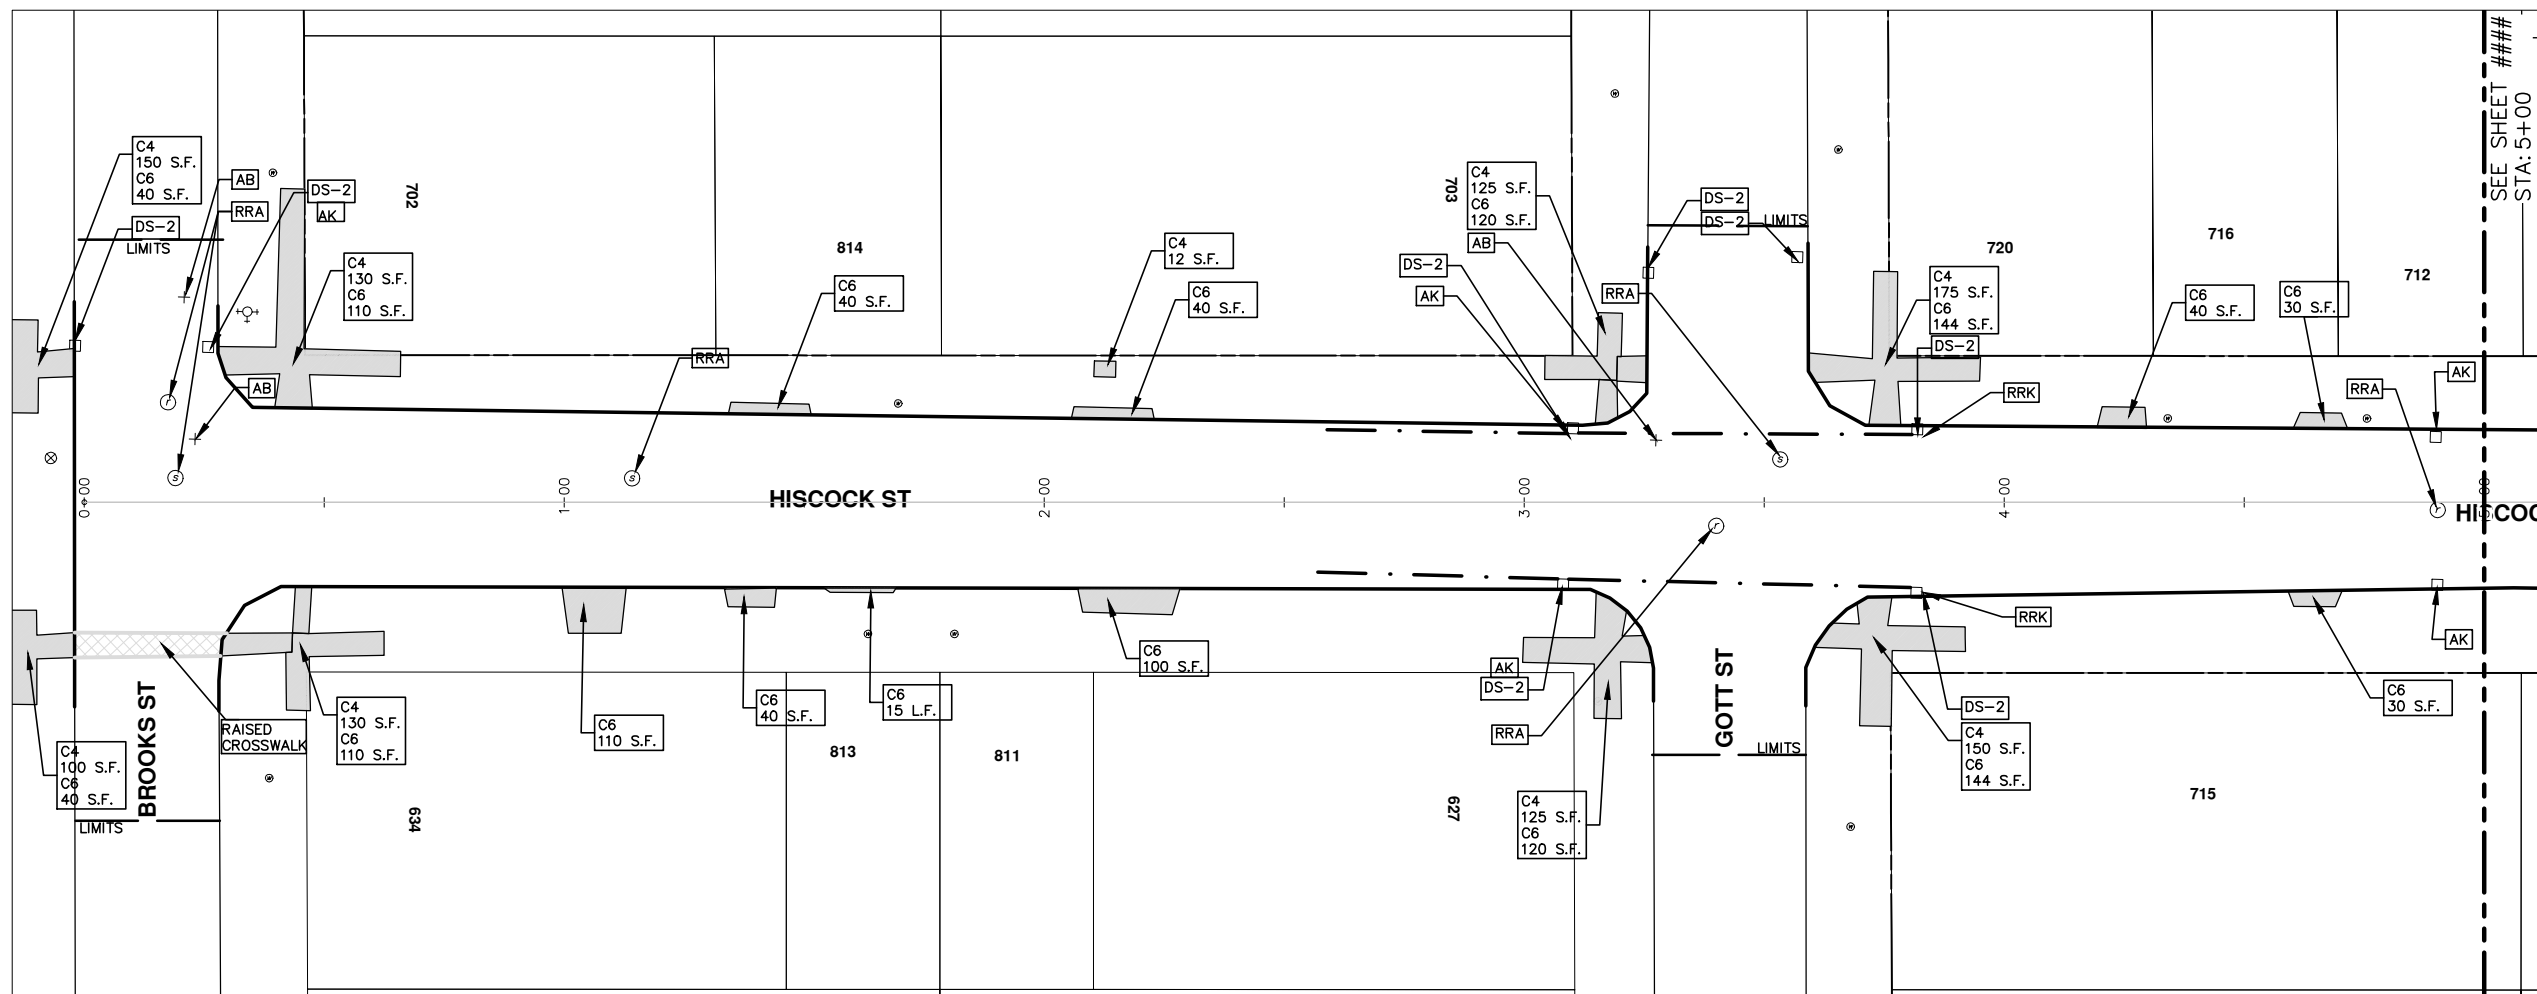 SEE SHEET ####
STA: 5+00
C4
150 S.F.
C6
40 S.F.
AB
RRA
DS-2
AK
DS-2
LIMITS
702
C4
130 S.F.
C6
110 S.F.
AB
814
C6
40 S.F.
RRA
C4
12 S.F.
C6
40 S.F.
703
C4
125 S.F.
C6
120 S.F.
AB
DS-2
AK
RRA
DS-2
DS-2
LIMITS
C4
175 S.F.
C6
144 S.F.
DS-2
RRK
720
716
712
C6
40 S.F.
C6
30 S.F.
RRA
AK
r
s
s
s
r
r
0+00
1+00
2+00
3+00
4+00
5+00
HISCOCK ST
HISCOC
BROOKS ST
GOTT ST
C4
100 S.F.
C6
40 S.F.
LIMITS
RAISED
CROSSWALK
C4
130 S.F.
C6
110 S.F.
634
C6
110 S.F.
C6
40 S.F.
C6
15 L.F.
813
811
C6
100 S.F.
AK
DS-2
RRA
627
C4
125 S.F.
C6
120 S.F.
LIMITS
RRK
DS-2
C4
150 S.F.
C6
144 S.F.
715
C6
30 S.F.
AK